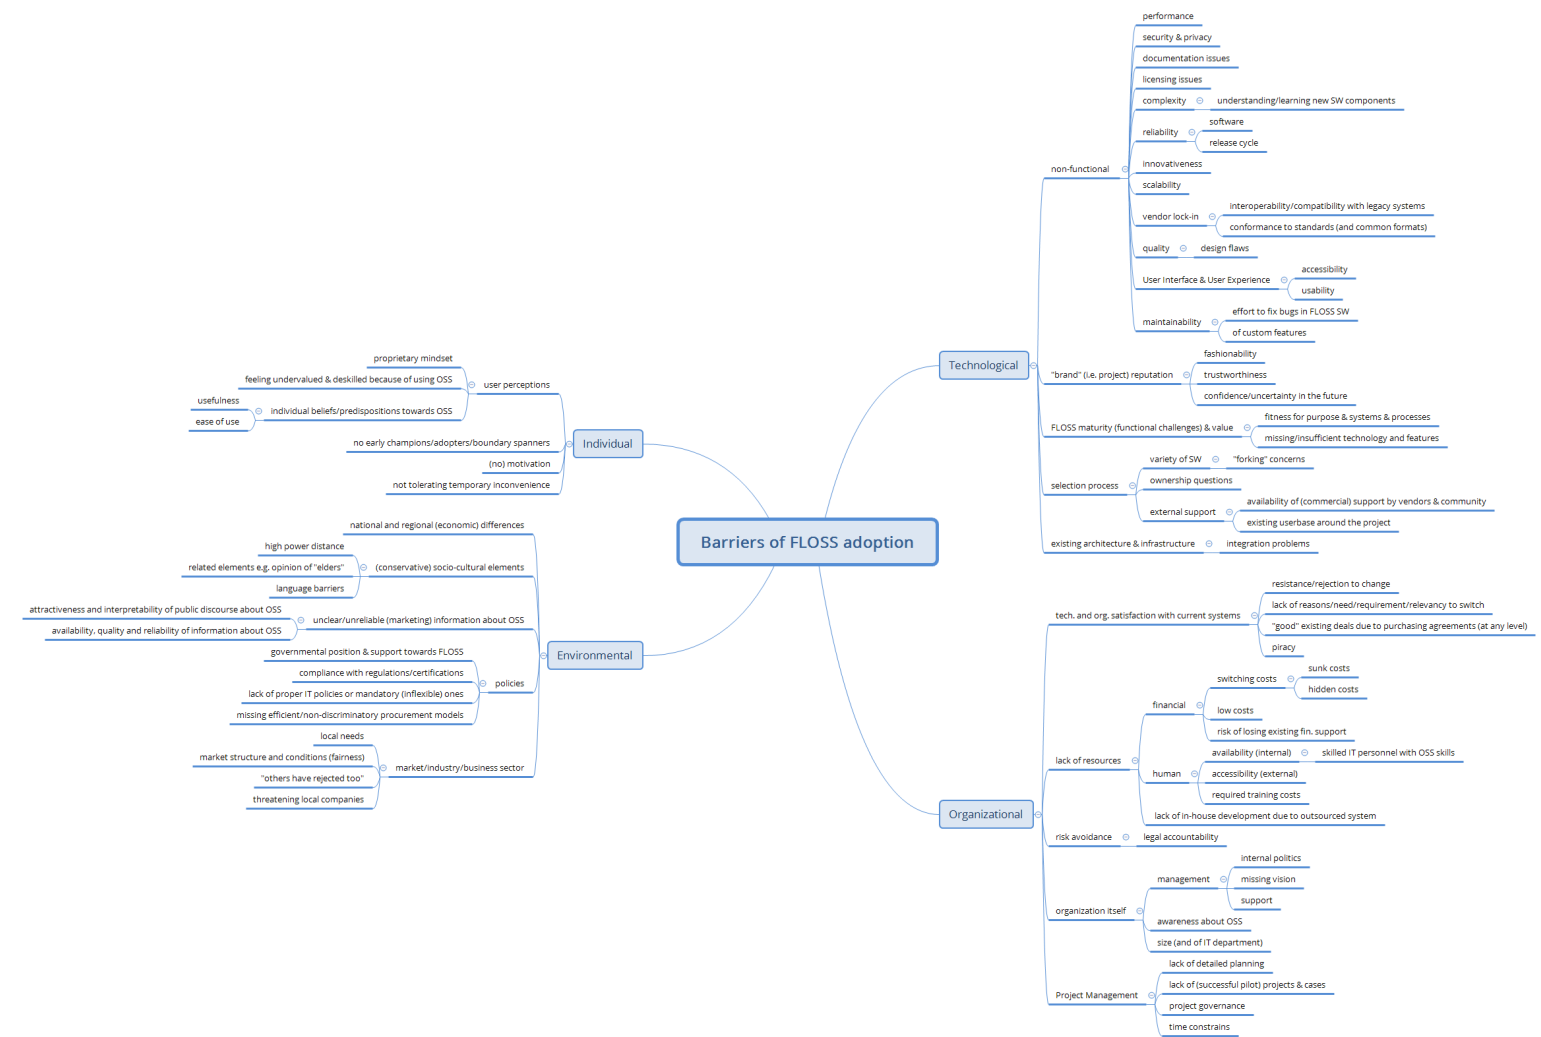 Barriers of FLOSS adoption
Technological
non-functional
performance
security & privacy
documentation issues
licensing issues
complexity
understanding/learning new SW components
reliability
software
release cycle
innovativeness
scalability
vendor lock-in
interoperability/compatibility with legacy systems
conformance to standards (and common formats)
quality
design flaws
User Interface & User Experience
accessibility
usability
maintainability
effort to fix bugs in FLOSS SW
of custom features
"brand" (i.e. project) reputation
fashionability
trustworthiness
confidence/uncertainty in the future
FLOSS maturity (functional challenges) & value
fitness for purpose & systems & processes
missing/insufficient technology and features
selection process
variety of SW
"forking" concerns
ownership questions
external support
availability of (commercial) support by vendors & community
existing userbase around the project
existing architecture & infrastructure
integration problems
Organizational
tech. and org. satisfaction with current systems
resistance/rejection to change
lack of reasons/need/requirement/relevancy to switch
"good" existing deals due to purchasing agreements (at any level)
piracy
lack of resources
financial
switching costs
sunk costs
hidden costs
low costs
risk of losing existing fin. support
human
availability (internal)
skilled IT personnel with OSS skills
accessibility (external)
required training costs
lack of in-house development due to outsourced system
risk avoidance
legal accountability
organization itself
management
internal politics
missing vision
support
awareness about OSS
size (and of IT department)
Project Management
lack of detailed planning
lack of (successful pilot) projects & cases
project governance
time constrains
Individual
user perceptions
proprietary mindset
feeling undervalued & deskilled because of using OSS
individual beliefs/predispositions towards OSS
usefulness
ease of use
no early champions/adopters/boundary spanners
(no) motivation
not tolerating temporary inconvenience
Environmental
national and regional (economic) differences
(conservative) socio-cultural elements
high power distance
related elements e.g. opinion of "elders"
language barriers
unclear/unreliable (marketing) information about OSS
attractiveness and interpretability of public discourse about OSS
availability, quality and reliability of information about OSS
policies
governmental position & support towards FLOSS
compliance with regulations/certifications
lack of proper IT policies or mandatory (inflexible) ones
missing efficient/non-discriminatory procurement models
market/industry/business sector
local needs
market structure and conditions (fairness)
"others have rejected too"
threatening local companies